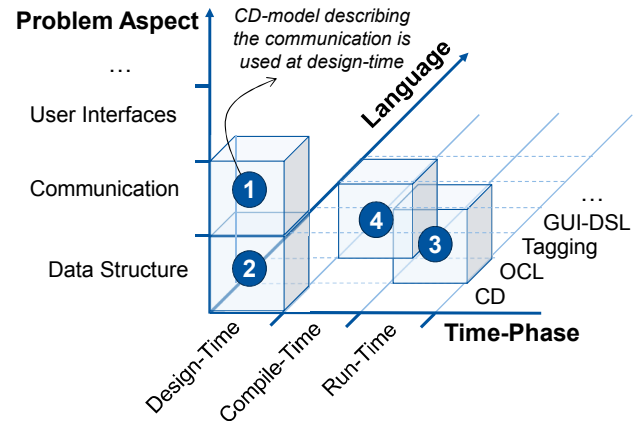 Problem Aspect
CD-model describing
the communication is
used at design-time
...
User Interfaces
Communication
Data Structure
Language
1
2
4
3
...
GUI-DSL
Tagging
OCL
CD
Time-Phase
Design-Time
Compile-Time
Run-Time